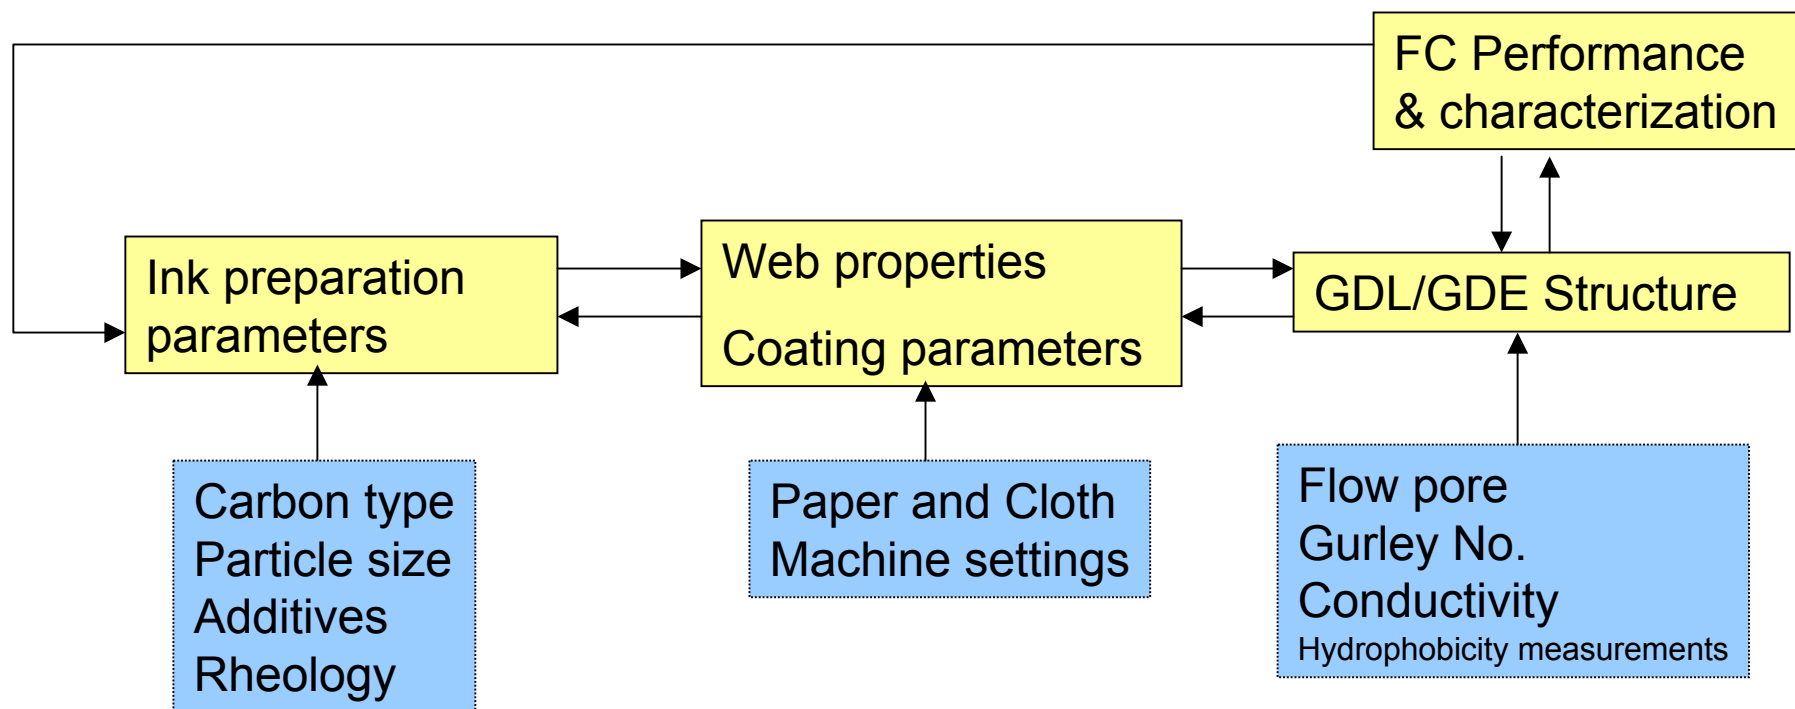 FC Performance
& characterization
Ink preparation
parameters
Web properties
Coating parameters
GDL/GDE Structure
Carbon type
Particle size
Additives
Rheology
Paper and Cloth
Machine settings
Flow pore
Gurley No.
Conductivity
Hydrophobicity measurements